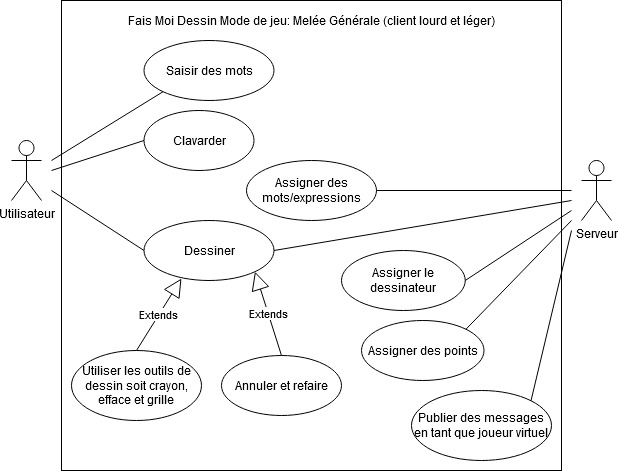 Fais Moi Dessin Mode de jeu: Melée Générale (client lourd et léger)
Saisir des mots
Clavarder
Utilisateur
Assigner des
mots/expressions
Serveur
Dessiner
Assigner le
dessinateur
Extends
Extends
Assigner des points
Utiliser les outils de
dessin soit crayon,
efface et grille
Annuler et refaire
Publier des messages
en tant que joueur virtuel